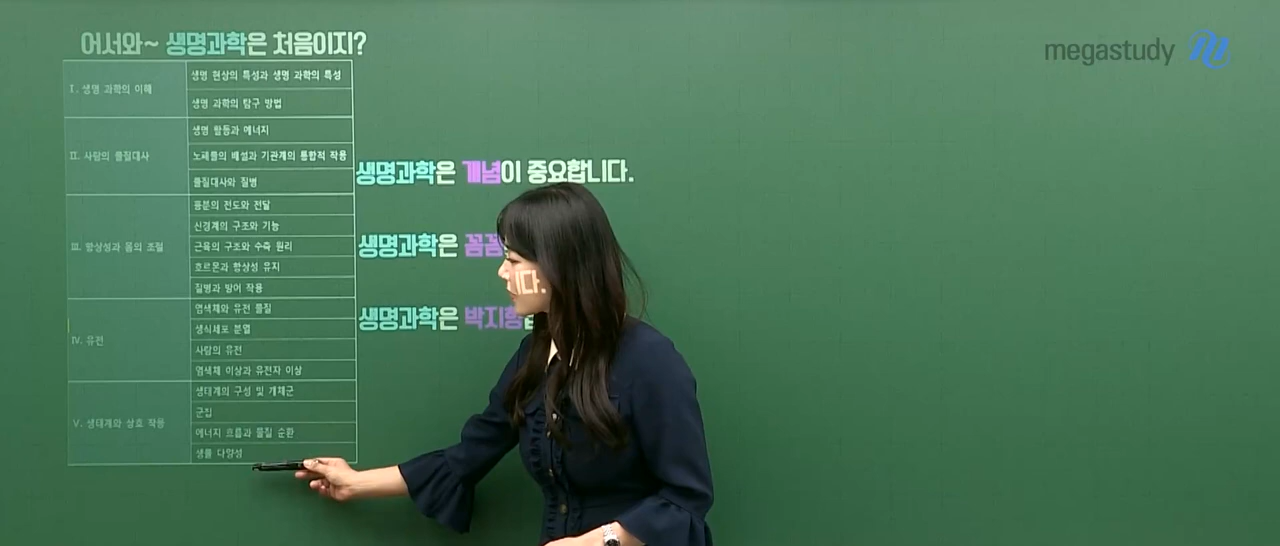 어서와~ 생명과학은 처음이지?
megastudy
Ⅰ. 생명 과학의 이해
생명 현상의 특성과 생명 과학의 특성
생명 과학의 탐구 방법
Ⅱ. 사람의 물질대사
생명 활동과 에너지
노폐물의 배설과 기관계의 통합적 작용
물질대사와 질병
Ⅲ. 항상성과 몸의 조절
흥분의 전도와 전달
신경계의 구조와 기능
근육의 구조와 수축 원리
호르몬과 항상성 유지
질병과 방어 작용
Ⅳ. 유전
염색체와 유전 물질
생식세포 분열
사람의 유전
염색체 이상과 유전자 이상
Ⅴ. 생태계와 상호 작용
생태계의 구성 및 개체군
군집
에너지 흐름과 물질 순환
생물 다양성
생명과학은 개념이 중요합니다.
생명과학은 꼼꼼
다.
생명과학은 박지향